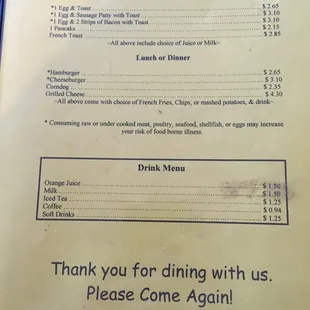 *1 Egg & Toast $ 2.65
*1 Egg & Sausage Patty with Toast $ 3.10
*1 Egg & 2 Strips of Bacon with Toast $ 3.10
1 Pancake $ 2.15
French Toast $ 2.85
~All above include choice of Juice or Milk~
Lunch or Dinner
*Hamburger $ 2.65
*Cheeseburger $ 3.10
Corndog $ 2.35
Grilled Cheese $ 4.30
~All above come with choice of French Fries, Chips, or mashed potatoes, & drink~
* Consuming raw or under cooked meat, poultry, seafood, shellfish, or eggs may increase
your risk of food borne illness.
Drink Menu
Orange Juice $ 1.50
Milk $ 1.50
Iced Tea $ 1.25
Coffee $ 0.94
Soft Drinks $ 1.25
Thank you for dining with us.
Please Come Again!